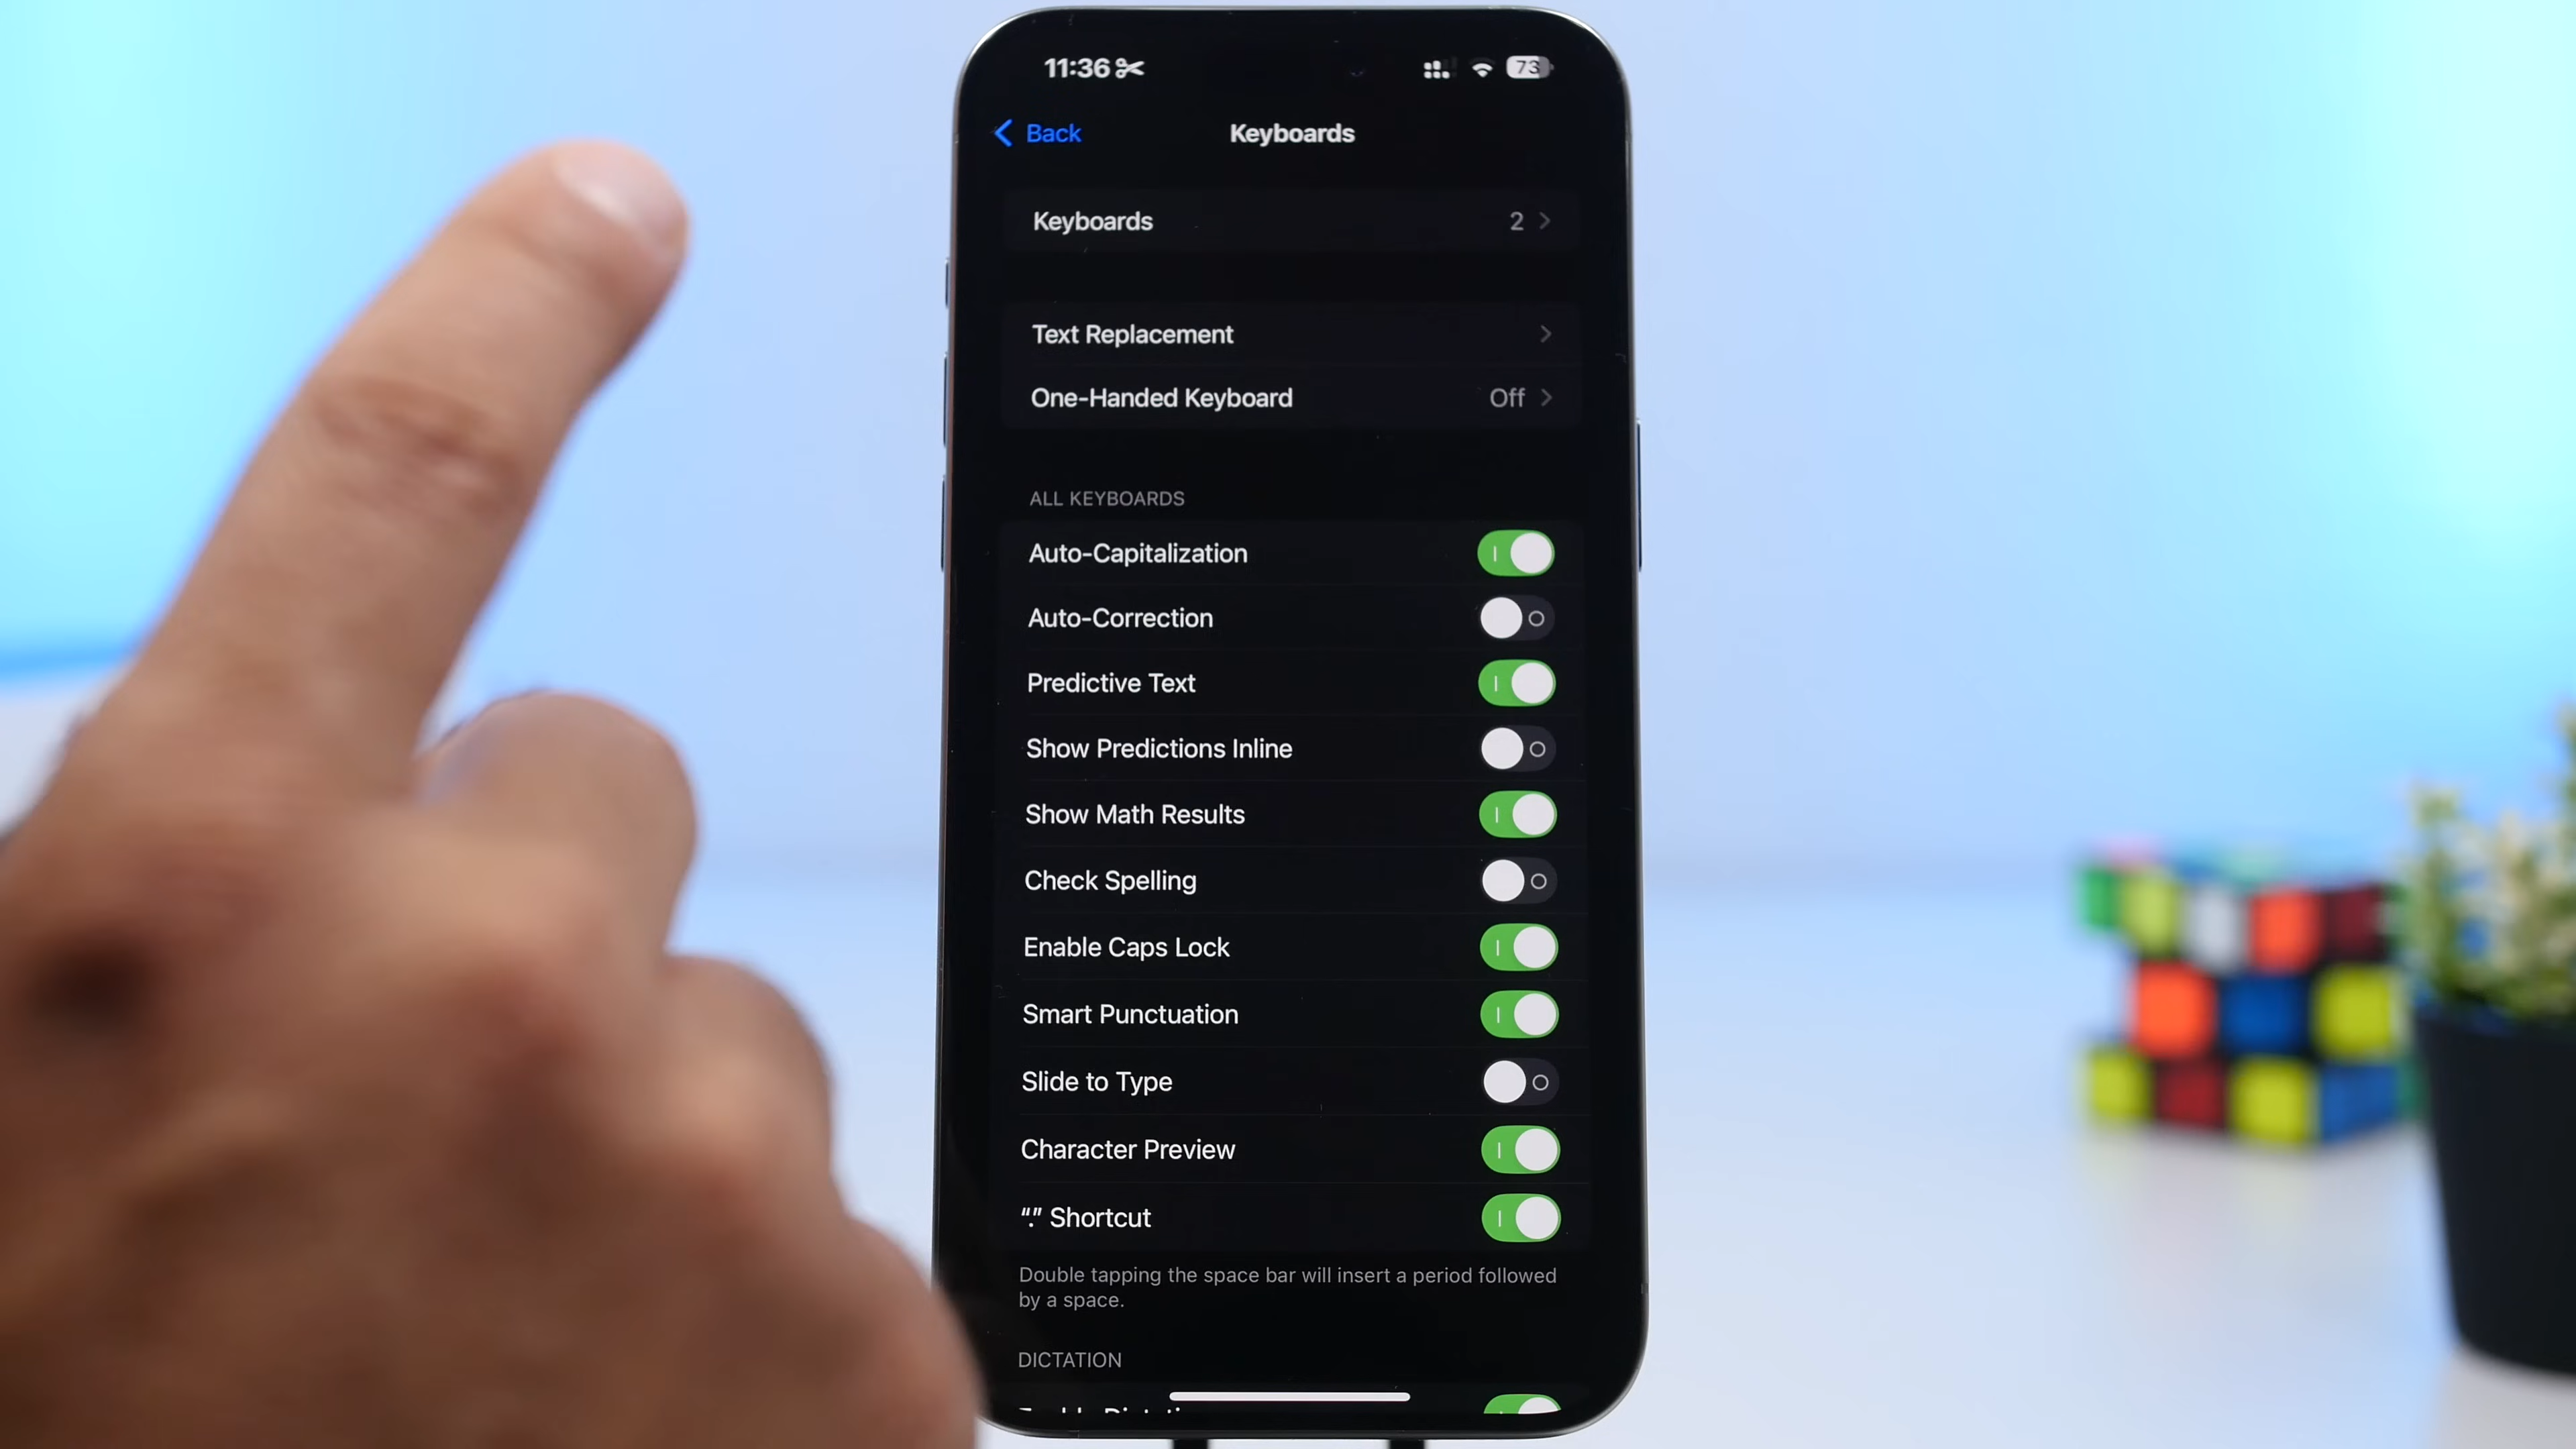 11:36
73
Back
Keyboards
Keyboards 2
Text Replacement
One-Handed Keyboard Off
ALL KEYBOARDS
Auto-Capitalization
Auto-Correction
Predictive Text
Show Predictions Inline
Show Math Results
Check Spelling
Enable Caps Lock
Smart Punctuation
Slide to Type
Character Preview
“.” Shortcut
Double tapping the space bar will insert a period followed
by a space.
DICTATION